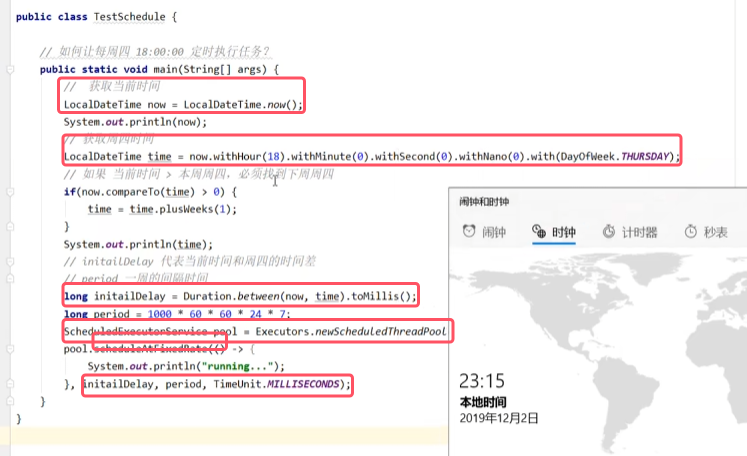 public class TestSchedule {
// 如何让每周四 18:00:00 定时执行任务?
public static void main(String[] args) {
// 获取当前时间
LocalDateTime now = LocalDateTime.now();
System.out.println(now);
// 获取周四时间
LocalDateTime time = now.withHour(18).withMinute(0).withSecond(0).withNano(0).with(DayOfWeek.THURSDAY);
// 如果 当前时间 > 本周周四，必须找到下周周四
if(now.compareTo(time) > 0) {
time = time.plusWeeks(1);
}
System.out.println(time);
// initailDelay 代表当前时间和周四的时间差
// period 一周的间隔时间
long initailDelay = Duration.between(now, time).toMillis();
long period = 1000 * 60 * 60 * 24 * 7;
ScheduledExecutorService pool = Executors.newScheduledThreadPool
pool.scheduleAtFixedRate(() -> {
System.out.println("running...");
}, initailDelay, period, TimeUnit.MILLISECONDS);
}
}
闹钟和时钟
闹钟
时钟
计时器
秒表
23:15
本地时间
2019年12月2日